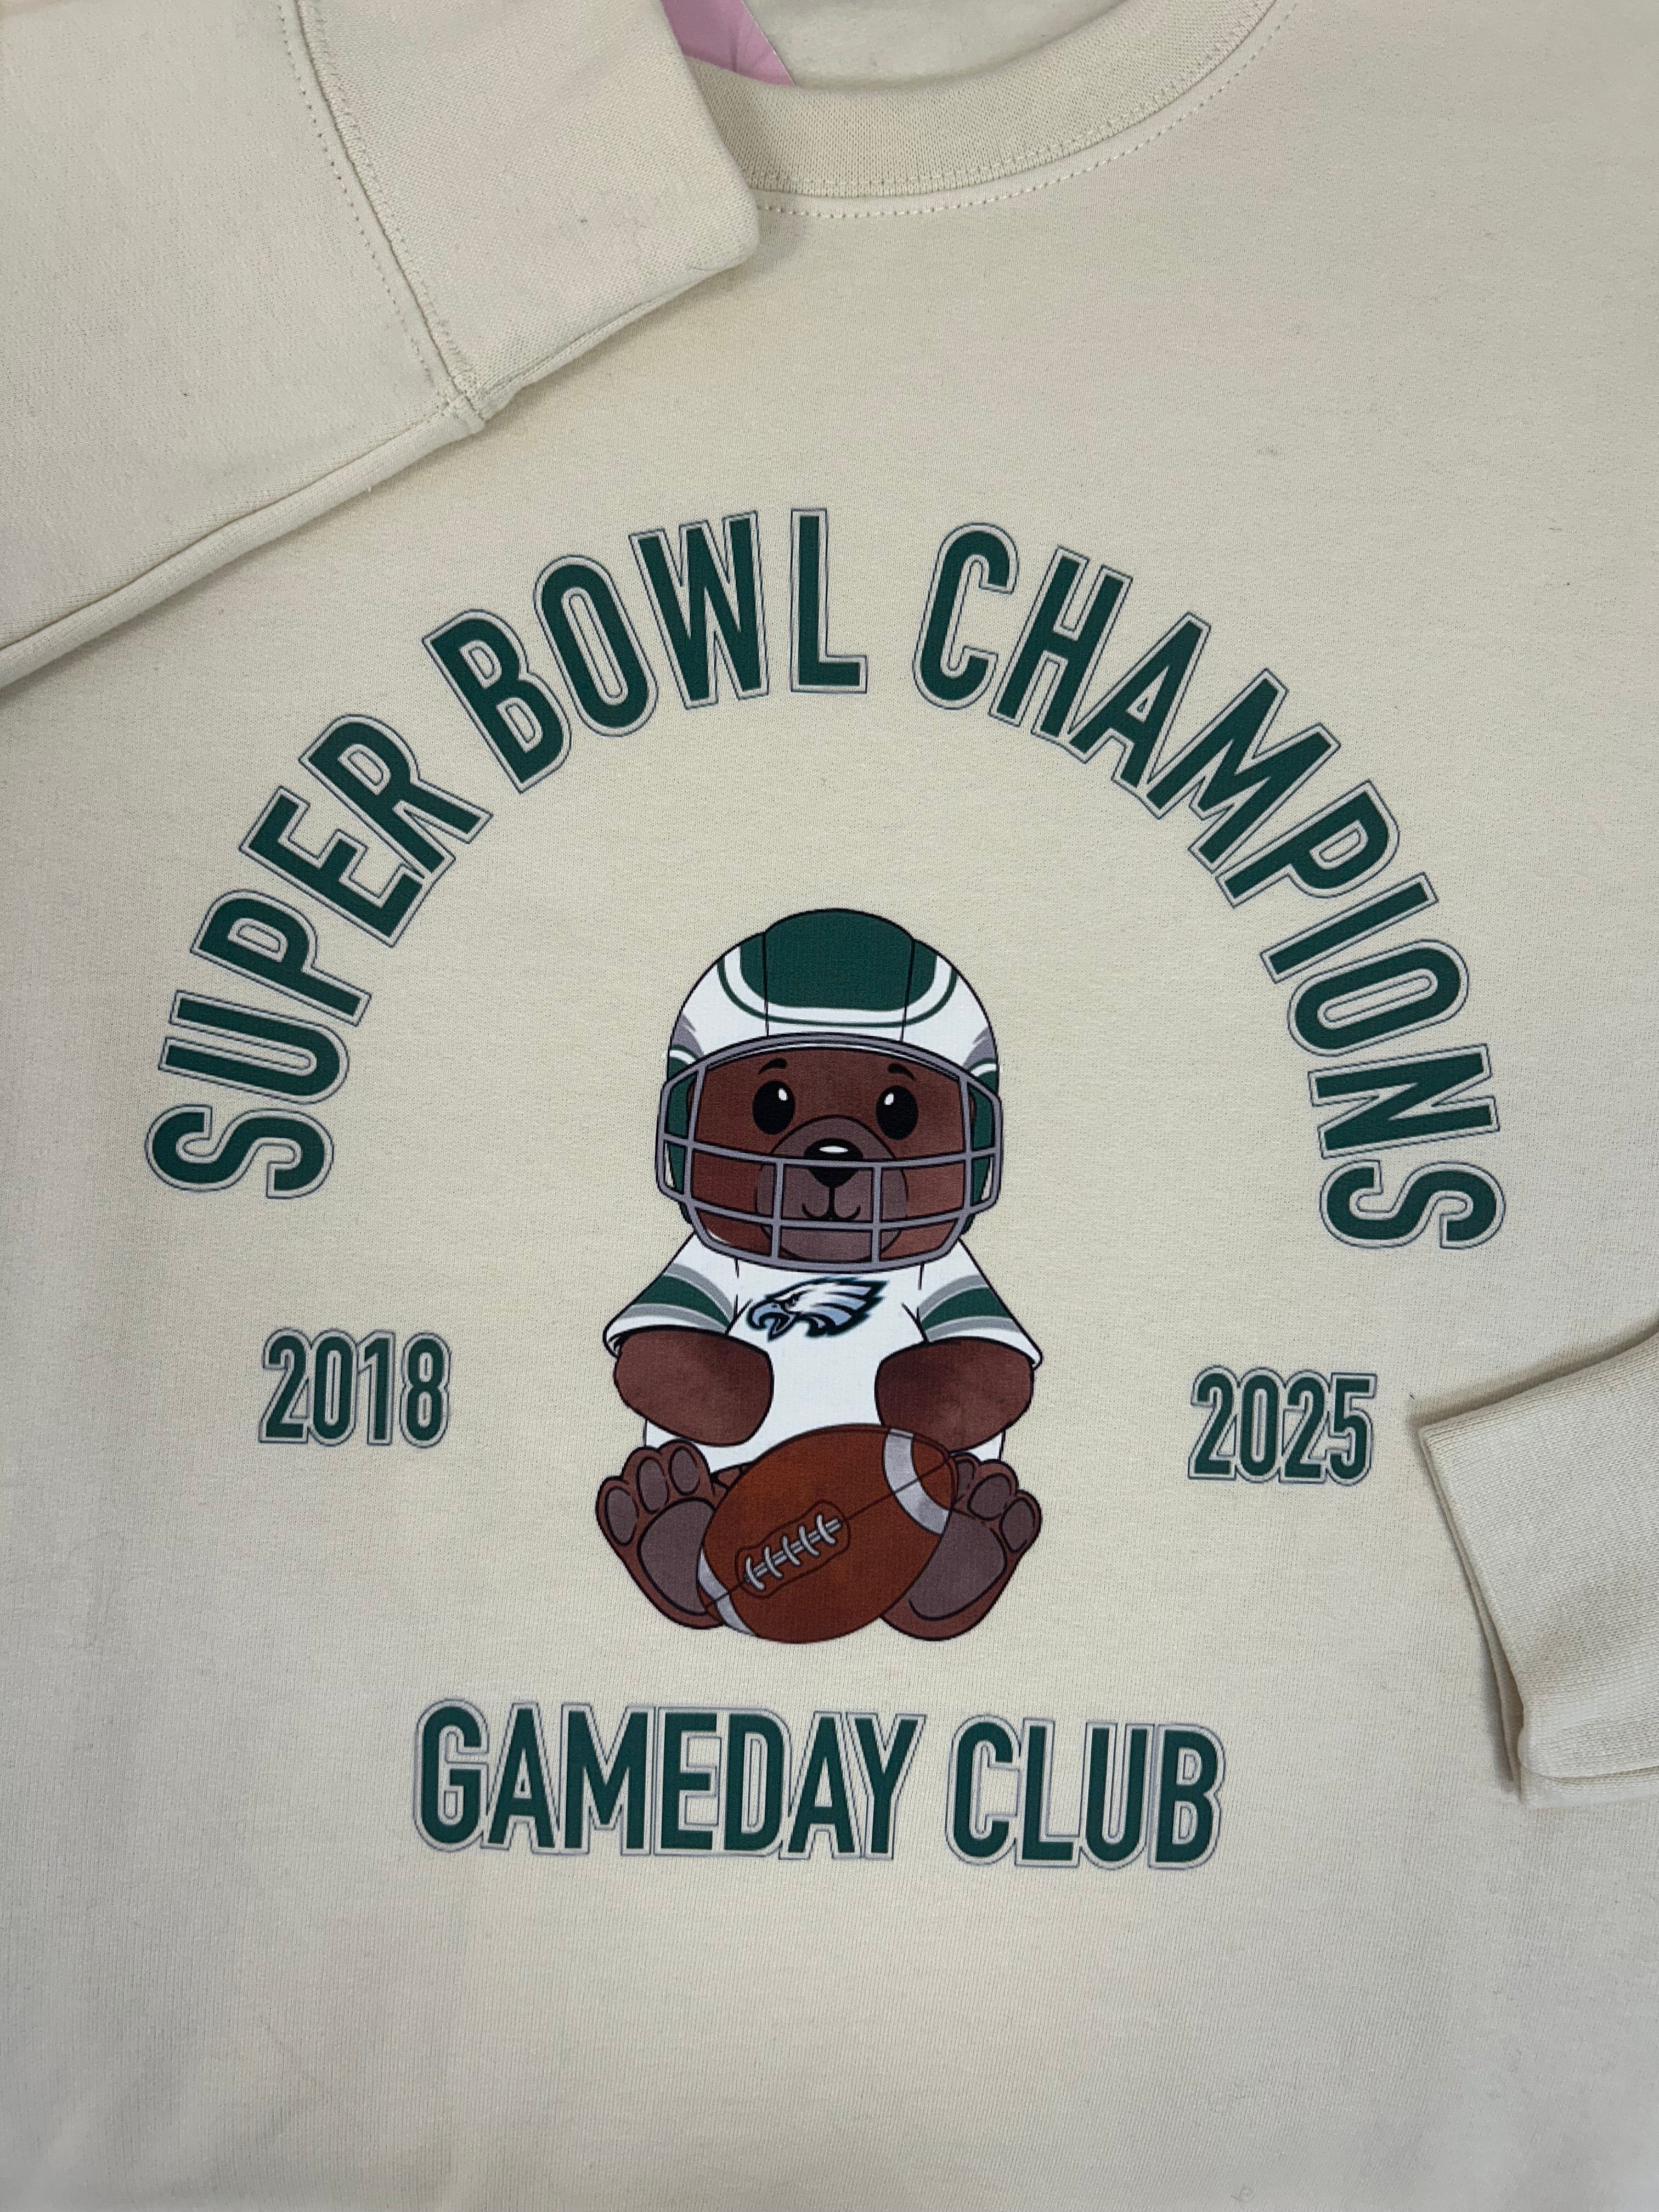 SUPER BOWL CHAMPIONS
2018 2025
GAMEDAY CLUB